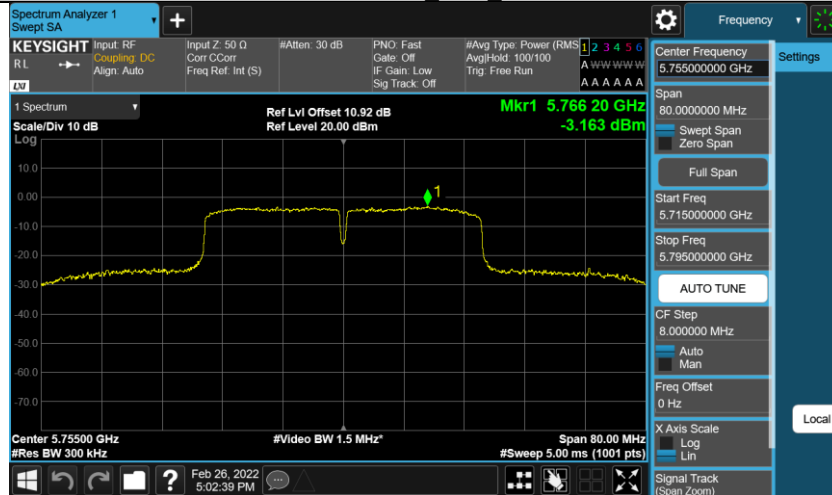 Spectrum Analyzer 1
Swept SA
+
Frequency
KEYSIGHT
RL
LXI
Input: RF
Coupling: DC
Align: Auto
Input Z: 50 Ω
Corr CCorr
Freq Ref: Int (S)
#Atten: 30 dB
PNO: Fast
Gate: Off
IF Gain: Low
Sig Track: Off
#Avg Type: Power (RMS
Avg|Hold: 100/100
Trig: Free Run
1 2 3 4 5 6
A W W W W W
A A A A A A
1 Spectrum
Scale/Div 10 dB
Log
Ref Lvl Offset 10.92 dB
Ref Level 20.00 dBm
Mkr1 5.766 20 GHz
-3.163 dBm
10.0
0.00
-10.0
-20.0
-30.0
-40.0
-50.0
-60.0
-70.0
1
Center 5.75500 GHz
#Res BW 300 kHz
#Video BW 1.5 MHz*
Span 80.00 MHz
#Sweep 5.00 ms (1001 pts)
Feb 26, 2022
5:02:39 PM
?
Center Frequency
5.755000000 GHz
Span
80.0000000 MHz
Swept Span
Zero Span
Full Span
Start Freq
5.715000000 GHz
Stop Freq
5.795000000 GHz
AUTO TUNE
CF Step
8.000000 MHz
Auto
Man
Freq Offset
0 Hz
X Axis Scale
Log
Lin
Signal Track
(Span Zoom)
Settings
Local